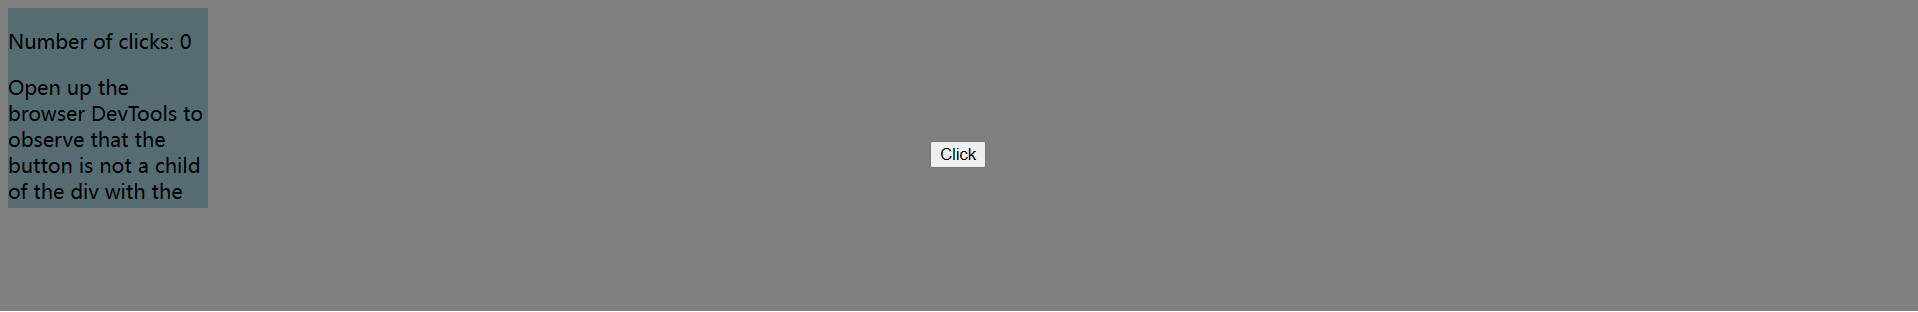 Number of clicks: 0
Open up the
browser DevTools to
observe that the
button is not a child
of the div with the
Click